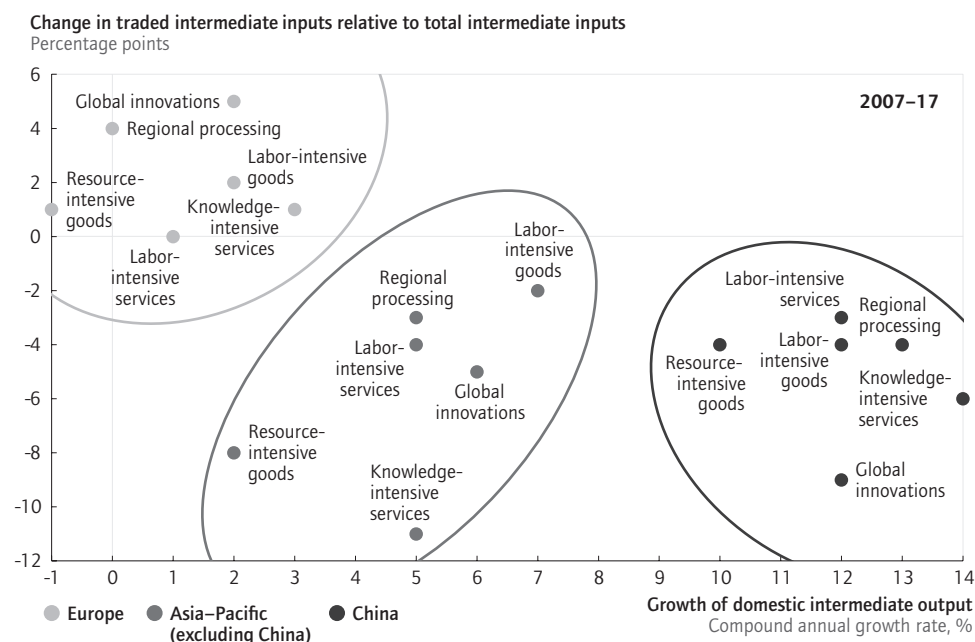 Change in traded intermediate inputs relative to total intermediate inputs
Percentage points
2007–17
6
4
2
0
-2
-4
-6
-8
-10
-12
Global innovations
Regional processing
Labor-intensive
goods
Resource-
intensive
goods
Knowledge-
intensive
services
Labor-
intensive
services
Labor-
intensive
goods
Regional
processing
Labor-
intensive
services
Global
innovations
Resource-
intensive
goods
Knowledge-
intensive
services
Labor-intensive
services
Regional
processing
Labor-
intensive
goods
Resource-
intensive
goods
Knowledge-
intensive
services
Global
innovations
-1 0 1 2 3 4 5 6 7 8 9 10 11 12 13 14
Europe
Asia–Pacific
(excluding China)
China
Growth of domestic intermediate output
Compound annual growth rate, %